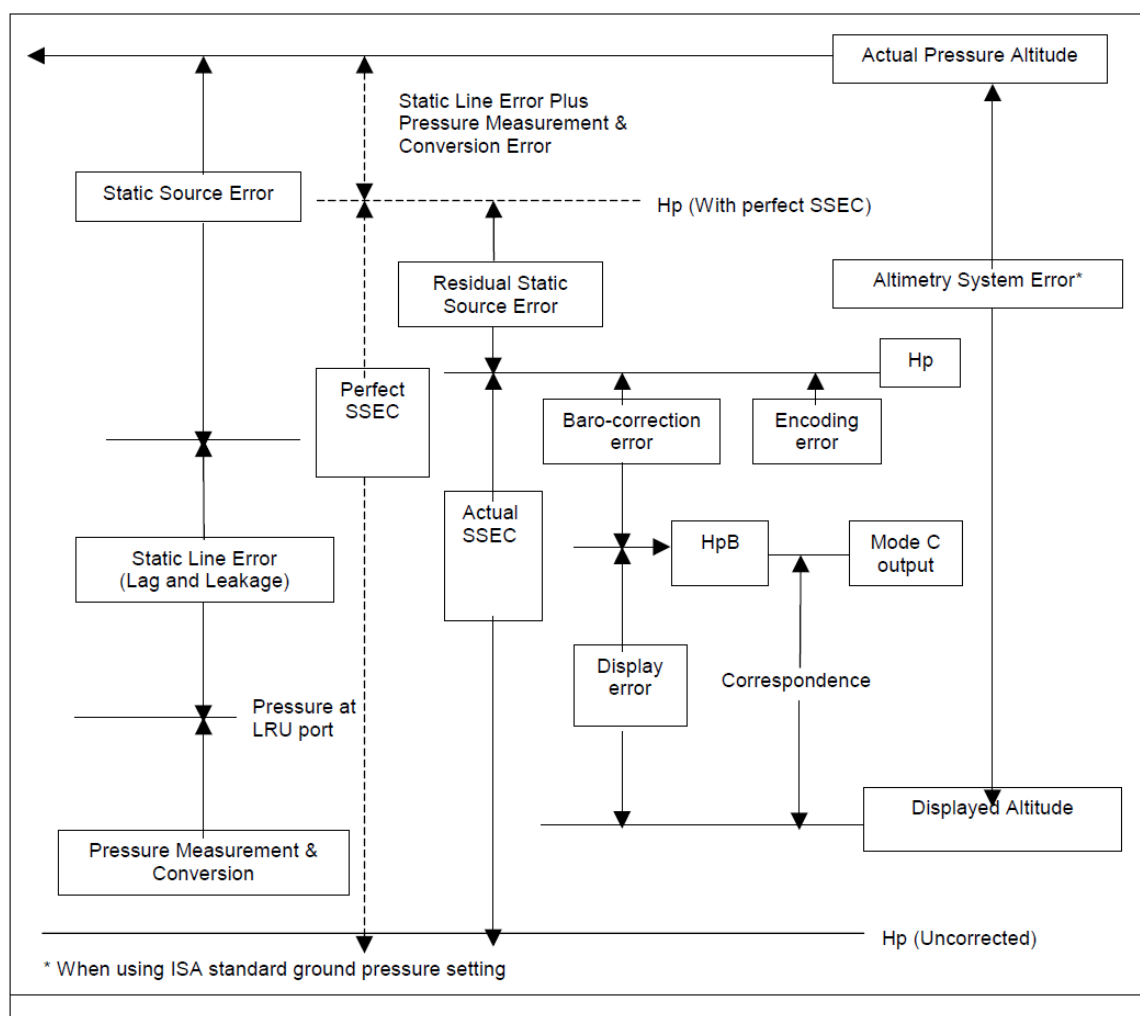 Actual Pressure Altitude
Static Line Error Plus
Pressure Measurement &
Conversion Error
Static Source Error
Hp (With perfect SSEC)
Residual Static
Source Error
Altimetry System Error*
Hp
Perfect
SSEC
Baro-correction
error
Encoding
error
Actual
SSEC
Static Line Error
(Lag and Leakage)
HpB
Mode C
output
Display
error
Correspondence
Pressure at
LRU port
Displayed Altitude
Pressure Measurement &
Conversion
Hp (Uncorrected)
* When using ISA standard ground pressure setting